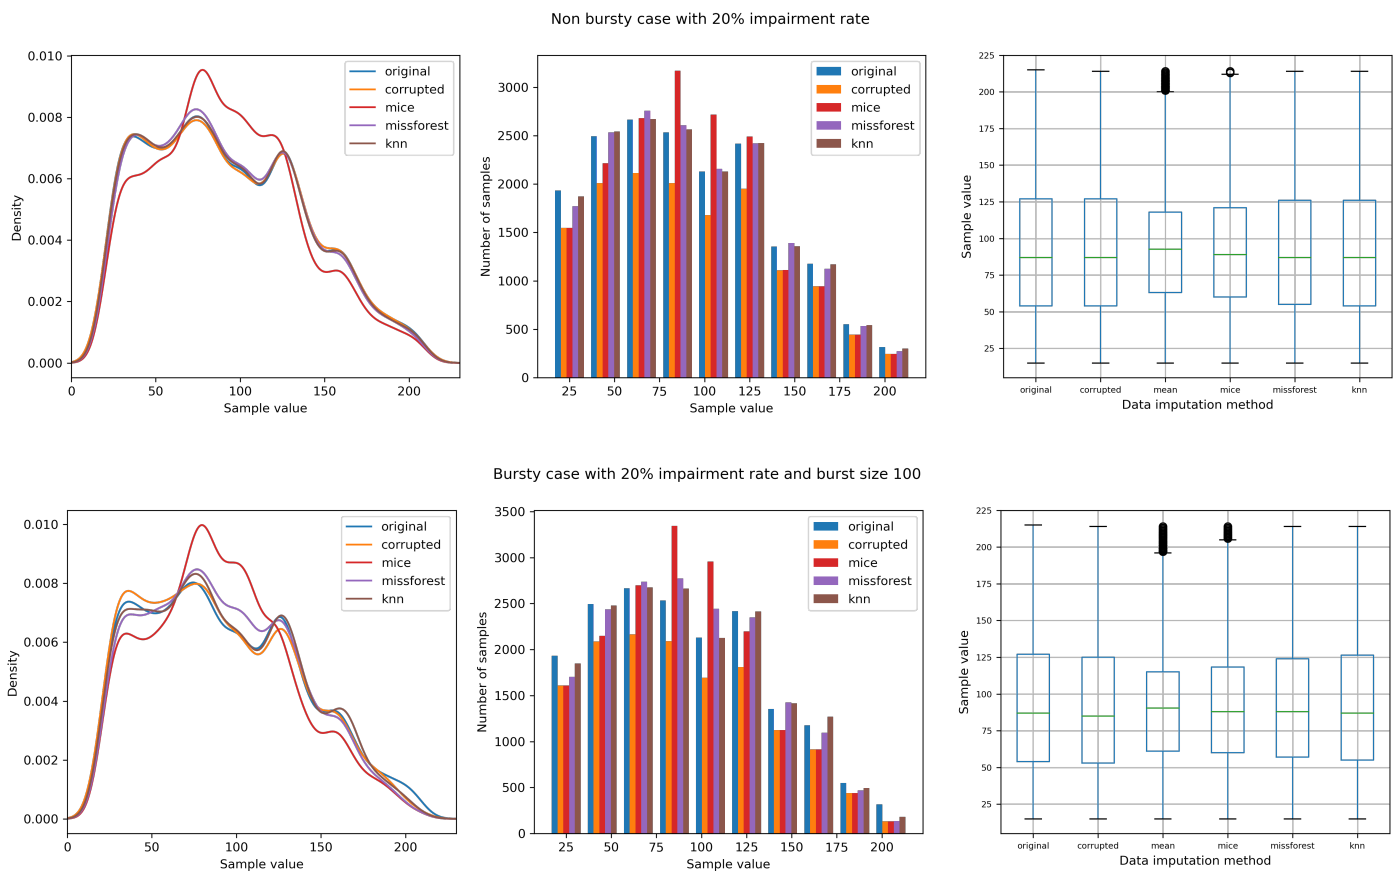 Non bursty case with 20% impairment rate
0.010
0.008
0.006
0.004
0.002
0.000
Density
0
50
100
150
200
Sample value
original
corrupted
mice
missforest
knn
3000
2500
2000
1500
1000
500
0
Number of samples
25
50
75
100
125
150
175
200
Sample value
original
corrupted
mice
missforest
knn
225
200
175
150
125
100
75
50
25
Sample value
original
corrupted
mean
mice
missforest
knn
Data imputation method
Bursty case with 20% impairment rate and burst size 100
0.010
0.008
0.006
0.004
0.002
0.000
Density
0
50
100
150
200
Sample value
original
corrupted
mice
missforest
knn
3500
3000
2500
2000
1500
1000
500
0
Number of samples
25
50
75
100
125
150
175
200
Sample value
original
corrupted
mice
missforest
knn
225
200
175
150
125
100
75
50
25
Sample value
original
corrupted
mean
mice
missforest
knn
Data imputation method